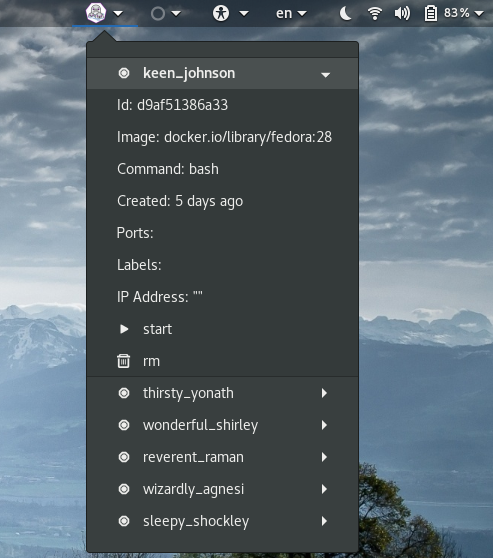 en
83%
keen_johnson
Id: d9af51386a33
Image: docker.io/library/fedora:28
Command: bash
Created: 5 days ago
Ports:
Labels:
IP Address: ""
start
rm
thirsty_yonath
wonderful_shirley
reverent_raman
wizardly_agnesi
sleepy_shockley